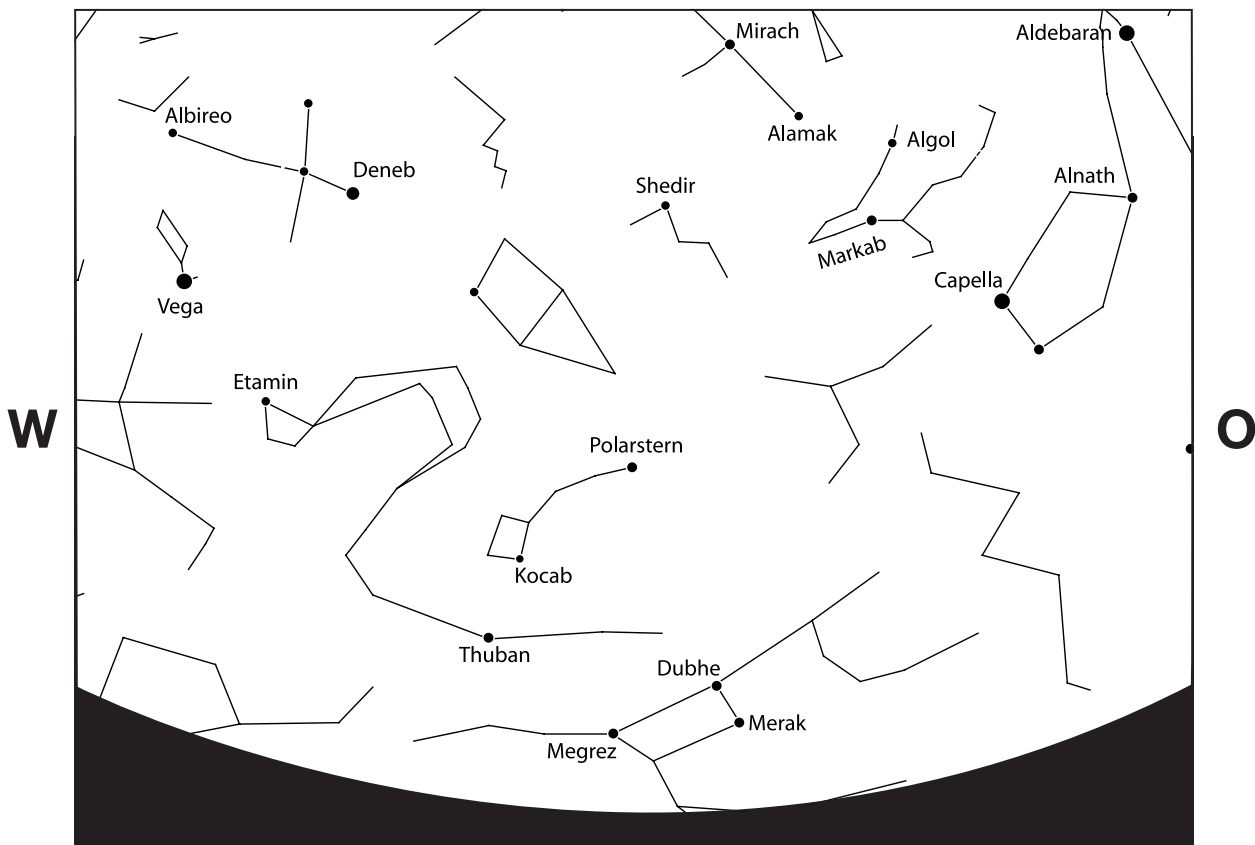 Mirach
Aldebaran
Albireo
Alamak
Algol
Deneb
Alnath
Shedir
Markab
Capella
Vega
Etamin
W
O
Polarstern
Kocab
Thuban
Dubhe
Merak
Megrez